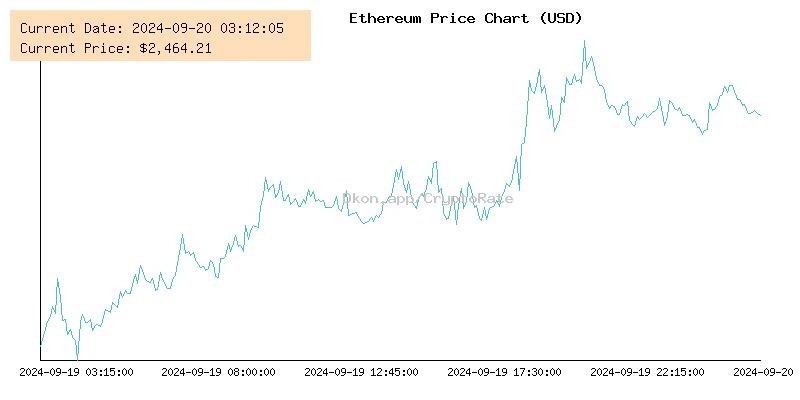 Ethereum Price Chart (USD)
Current Date: 2024-09-20 03:12:05
Current Price: $2,464.21
Dkon.app/CryptoRate
2024-09-19 03:15:00 2024-09-19 08:00:00 2024-09-19 12:45:00 2024-09-19 17:30:00 2024-09-19 22:15:00 2024-09-20